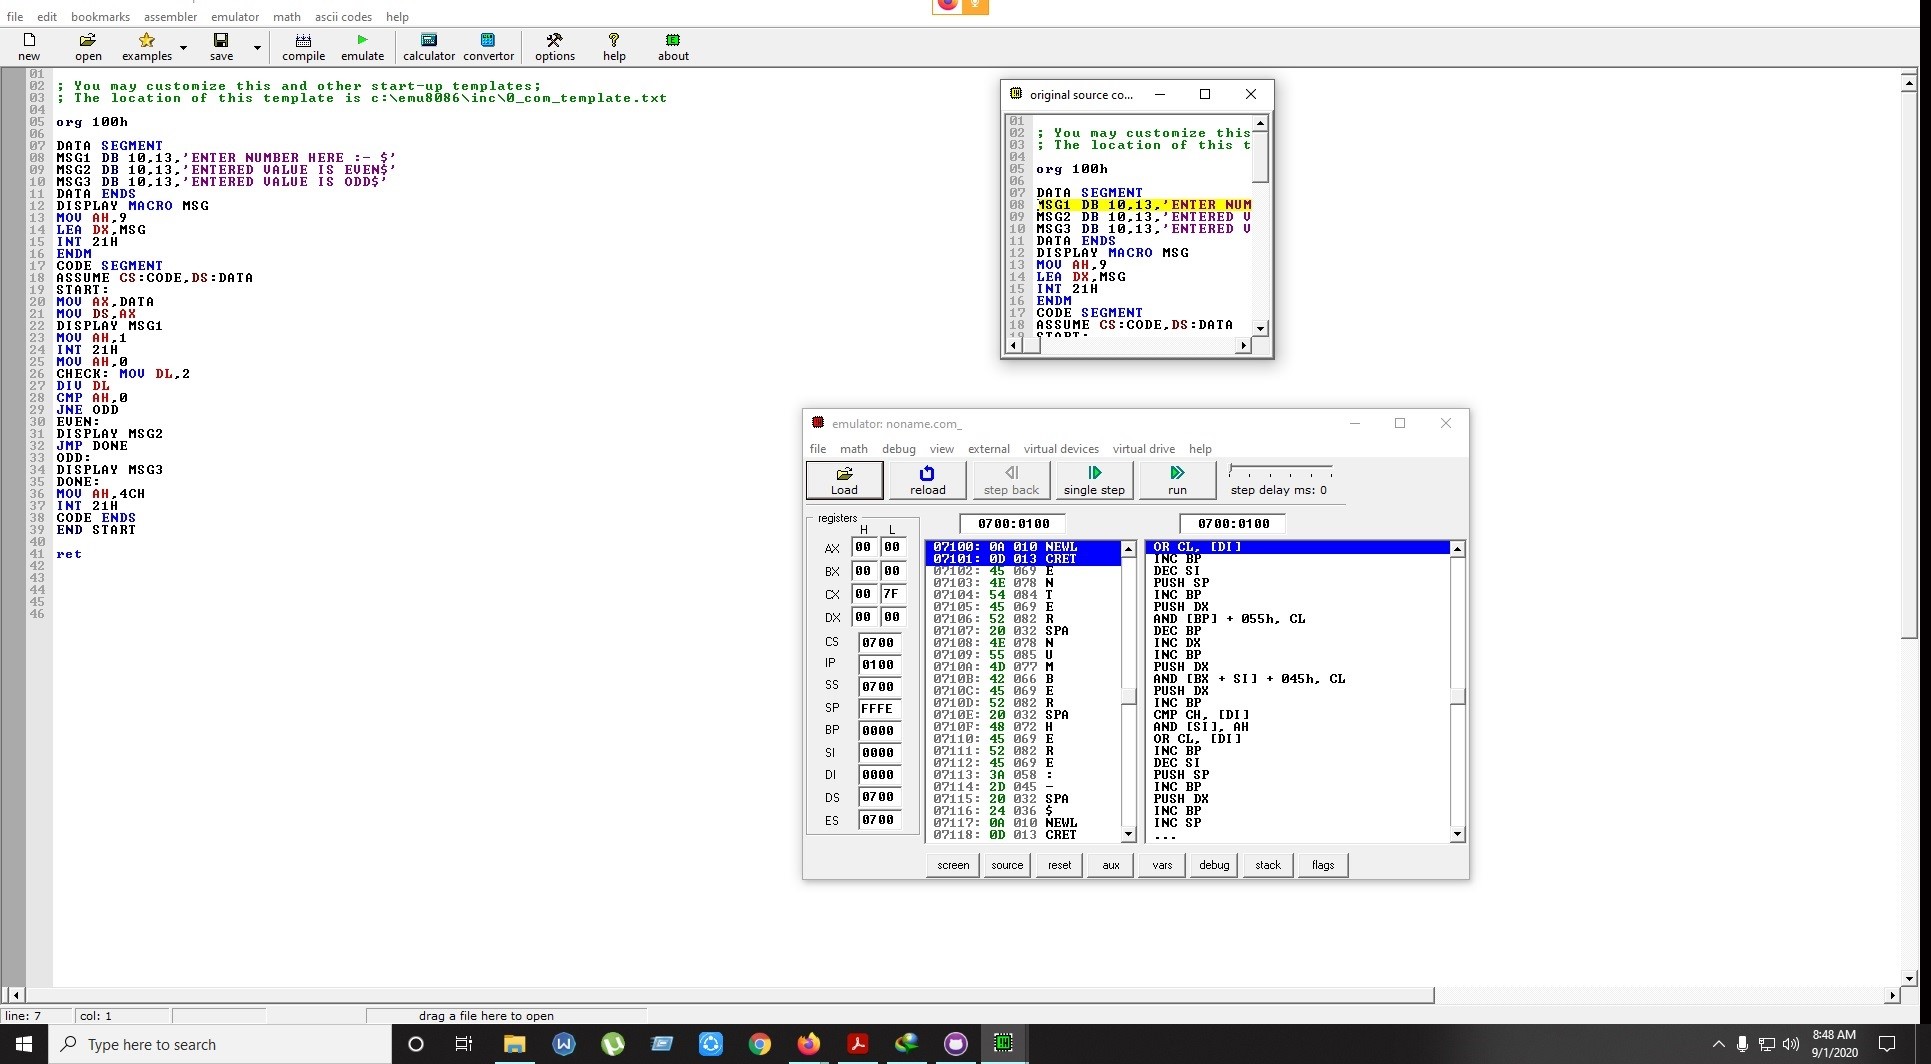 file edit bookmarks assembler emulator math ascii codes help
new open examples save compile emulate calculator convertor options help about
01
02 ; You may customize this and other start-up templates;
03 ; The location of this template is c:\emu8086\inc\0_com_template.txt
04
05 org 100h
06
07 DATA SEGMENT
08 MSG1 DB 10,13,'ENTER NUMBER HERE :- $'
09 MSG2 DB 10,13,'ENTERED VALUE IS EVEN$'
10 MSG3 DB 10,13,'ENTERED VALUE IS ODD$'
11 DATA ENDS
12 DISPLAY MACRO MSG
13 MOV AH,9
14 LEA DX,MSG
15 INT 21H
16 ENDM
17 CODE SEGMENT
18 ASSUME CS:CODE,DS:DATA
19 START:
20 MOV AX,DATA
21 MOV DS,AX
22 DISPLAY MSG1
23 MOV AH,1
24 INT 21H
25 MOV AH,0
26 CHECK: MOV DL,2
27 DIV DL
28 CMP AH,0
29 JNE ODD
30 EVEN:
31 DISPLAY MSG2
32 JMP DONE
33 ODD:
34 DISPLAY MSG3
35 DONE:
36 MOV AH,4CH
37 INT 21H
38 CODE ENDS
39 END START
40
41 ret
42
43
44
45
46
original source co...
01
02 ; You may customize this
03 ; The location of this t
04
05 org 100h
06
07 DATA SEGMENT
08 MSG1 DB 10,13,'ENTER NUM
09 MSG2 DB 10,13,'ENTERED V
10 MSG3 DB 10,13,'ENTERED V
11 DATA ENDS
12 DISPLAY MACRO MSG
13 MOV AH,9
14 LEA DX,MSG
15 INT 21H
16 ENDM
17 CODE SEGMENT
18 ASSUME CS:CODE,DS:DATA
19 START:
emulator: noname.com_
file math debug view external virtual devices virtual drive help
Load reload step back single step run step delay ms: 0
registers
H L
AX 00 00
BX 00 00
CX 00 7F
DX 00 00
CS 0700
IP 0100
SS 0700
SP FFFE
BP 0000
SI 0000
DI 0000
DS 0700
ES 0700
0700:0100
07100: 0A 010 NEWL
07101: 0D 013 CRET
07102: 45 069 E
07103: 4E 078 N
07104: 54 084 T
07105: 45 069 E
07106: 52 082 R
07107: 20 032 SPA
07108: 4E 078 N
07109: 55 085 U
0710A: 4D 077 M
0710B: 42 066 B
0710C: 45 069 E
0710D: 52 082 R
0710E: 20 032 SPA
0710F: 48 072 H
07110: 45 069 E
07111: 52 082 R
07112: 45 069 E
07113: 3A 058 :
07114: 2D 045 -
07115: 20 032 SPA
07116: 24 036 $
07117: 0A 010 NEWL
07118: 0D 013 CRET
0700:0100
OR CL, [DI]
INC BP
DEC SI
PUSH SP
INC BP
PUSH DX
AND [BP] + 055h, CL
DEC BP
INC DX
INC BP
PUSH DX
AND [BX + SI] + 045h, CL
PUSH DX
INC BP
CMP CH, [DI]
AND [SI], AH
OR CL, [DI]
INC BP
DEC SI
PUSH SP
INC BP
PUSH DX
INC BP
INC SP
...
screen source reset aux vars debug stack flags
line: 7 col: 1 drag a file here to open
Type here to search
8:48 AM
9/1/2020